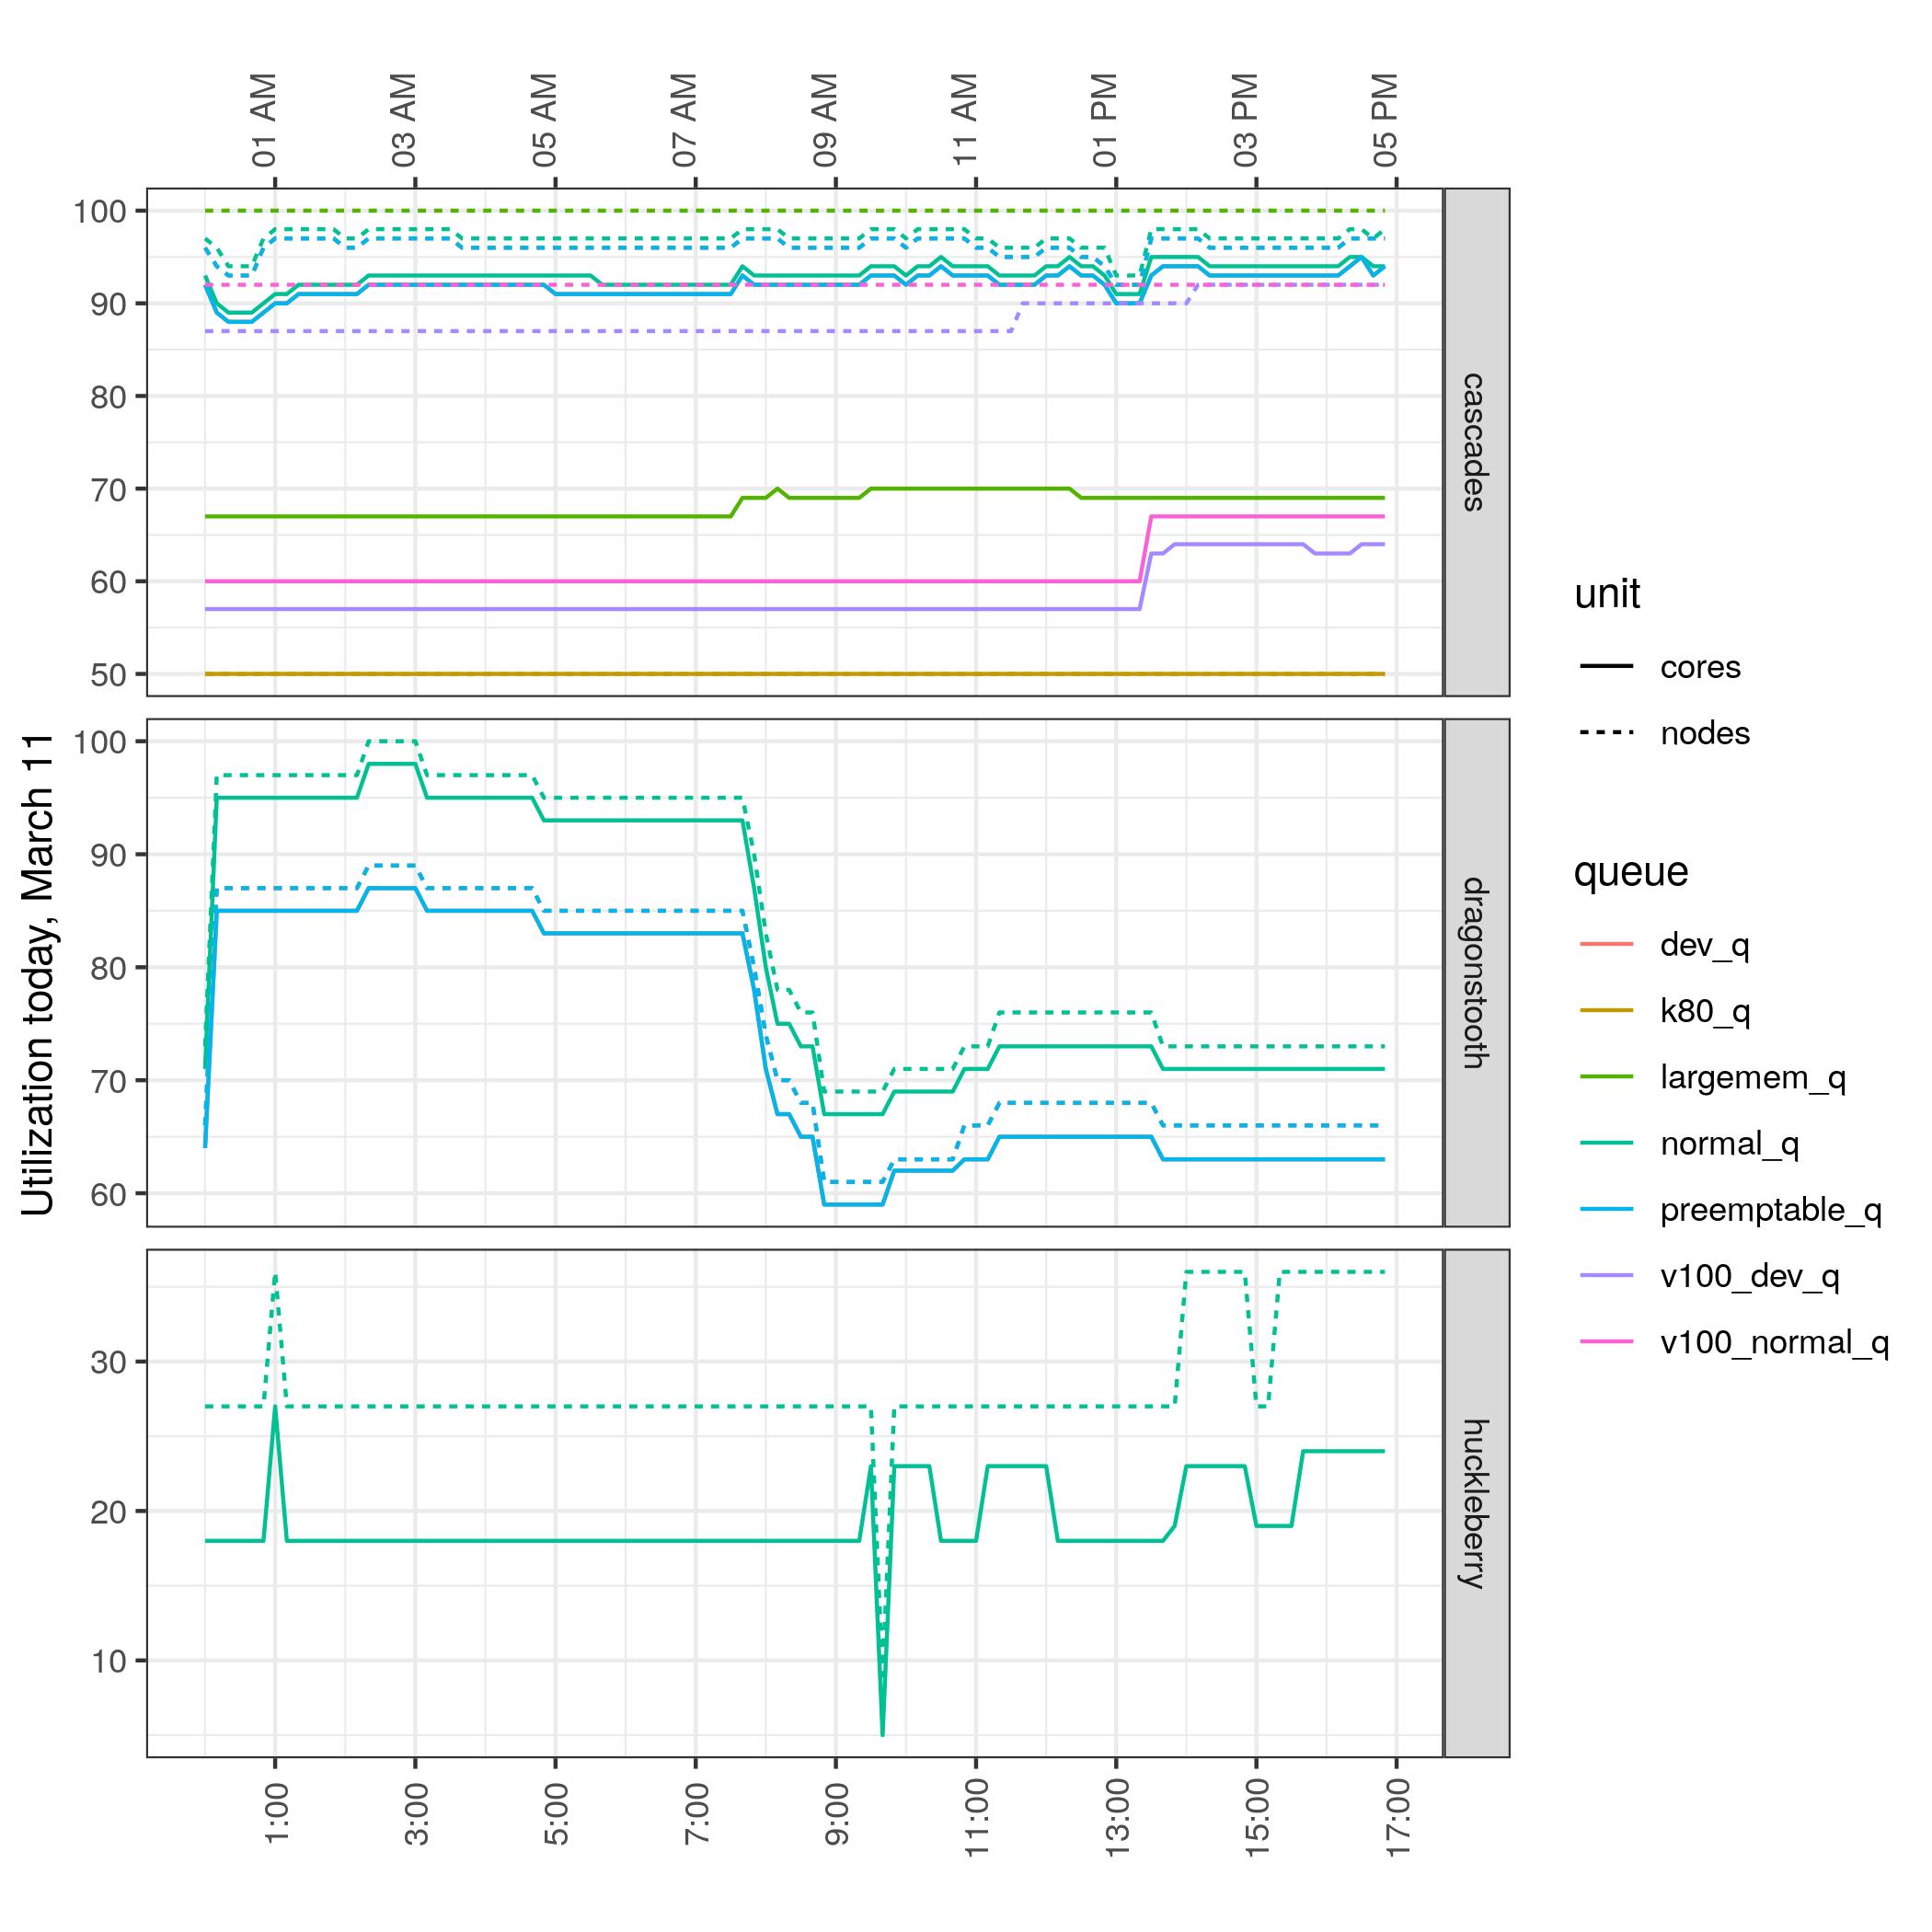 01 AM
03 AM
05 AM
07 AM
09 AM
11 AM
01 PM
03 PM
05 PM
100
90
80
70
60
50
cascades
Utilization today, March 11
100
90
80
70
60
dragonstooth
30
20
10
huckleberry
1:00
3:00
5:00
7:00
9:00
11:00
13:00
15:00
17:00
unit
cores
nodes
queue
dev_q
k80_q
largemem_q
normal_q
preemptable_q
v100_dev_q
v100_normal_q